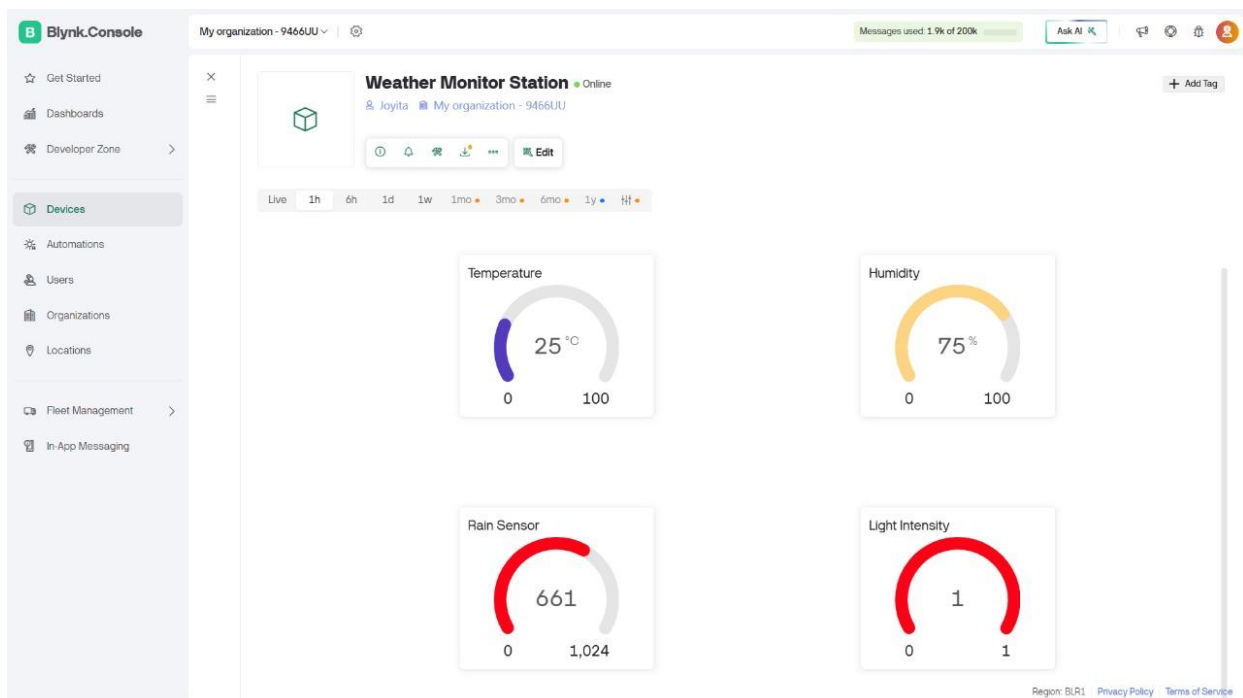 B Blynk.Console
My organization - 9466UU
Messages used: 1.9k of 200k
Ask AI
Get Started
Dashboards
Developer Zone
Devices
Automations
Users
Organizations
Locations
Fleet Management
In-App Messaging
Weather Monitor Station Online
Joyita My organization - 9466UU
Add Tag
Edit
Live 1h 6h 1d 1w 1mo 3mo 6mo 1y
Temperature
25 °C
0 100
Humidity
75 %
0 100
Rain Sensor
661
0 1,024
Light Intensity
1
0 1
Region: BLR1 Privacy Policy Terms of Service